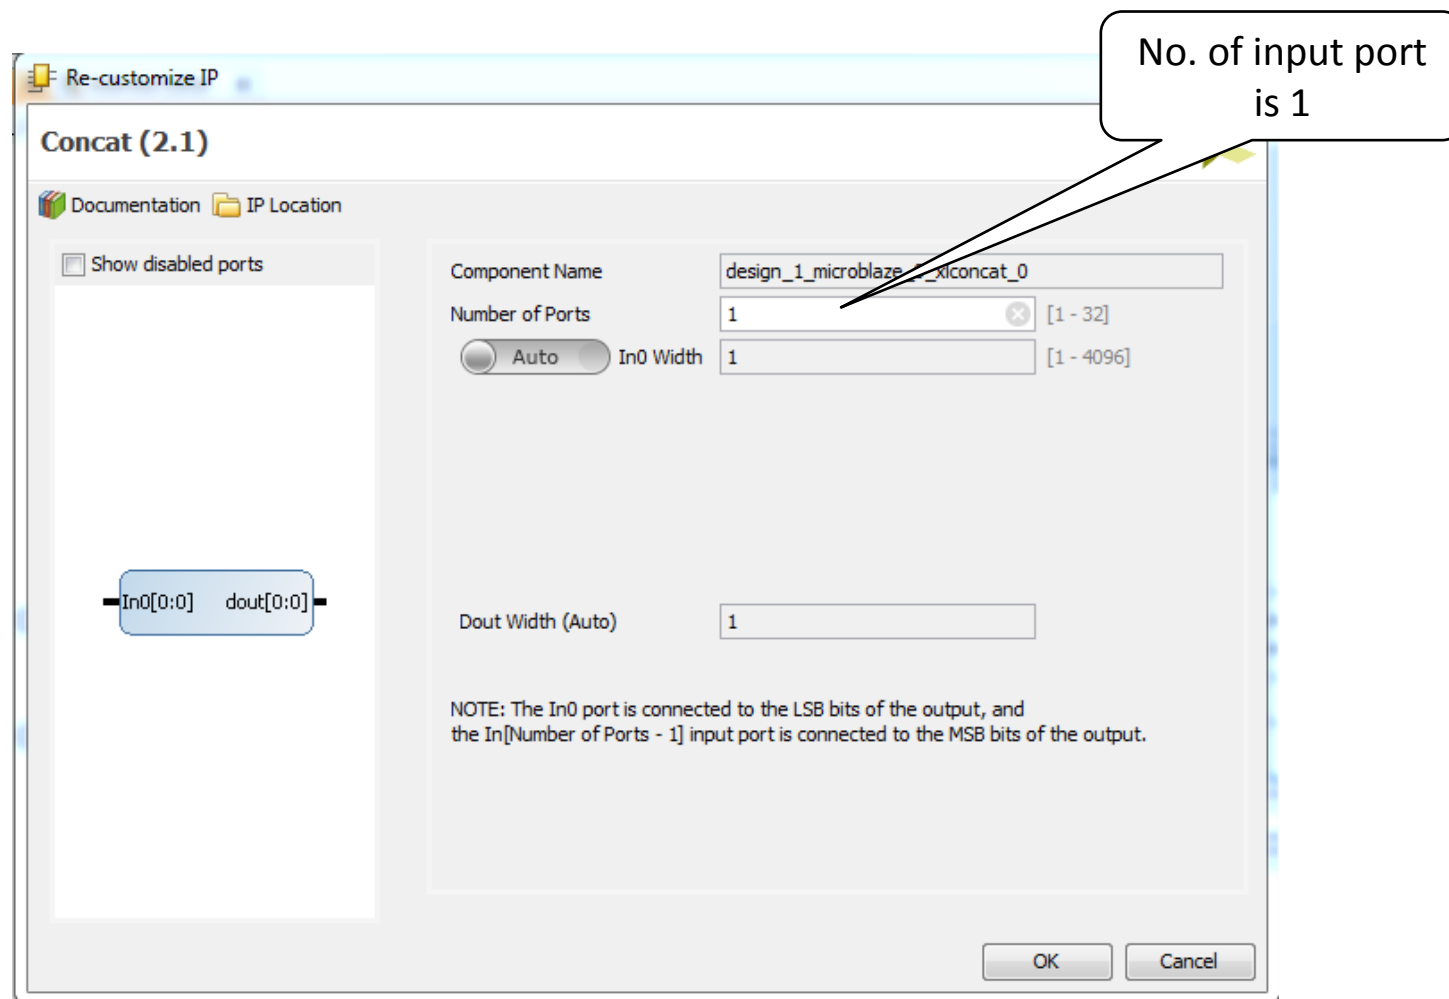 No. of input port
is 1
Re-customize IP
Concat (2.1)
Documentation IP Location
Show disabled ports
Component Name design_1_microblaze_0_xlconcat_0
Number of Ports 1 [1 - 32]
Auto In0 Width 1 [1 - 4096]
In0[0:0] dout[0:0]
Dout Width (Auto) 1
NOTE: The In0 port is connected to the LSB bits of the output, and
the In[Number of Ports - 1] input port is connected to the MSB bits of the output.
OK Cancel